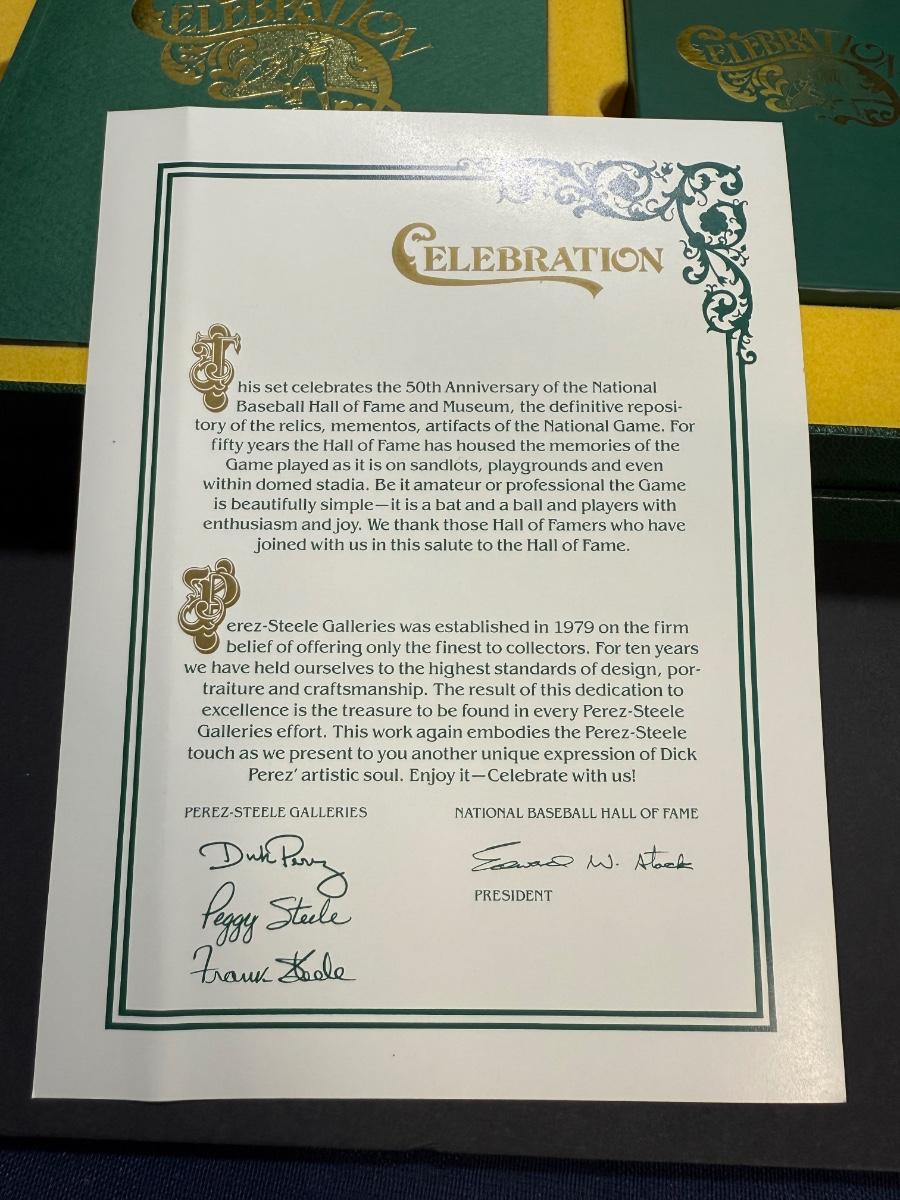 CELEBRATION
CELEBRATION
CELEBRATION
This set celebrates the 50th Anniversary of the National
Baseball Hall of Fame and Museum, the definitive reposi-
tory of the relics, mementos, artifacts of the National Game. For
fifty years the Hall of Fame has housed the memories of the
Game played as it is on sandlots, playgrounds and even
within domed stadia. Be it amateur or professional the Game
is beautifully simple—it is a bat and a ball and players with
enthusiasm and joy. We thank those Hall of Famers who have
joined with us in this salute to the Hall of Fame.
Perez-Steele Galleries was established in 1979 on the firm
belief of offering only the finest to collectors. For ten years
we have held ourselves to the highest standards of design, por-
traiture and craftsmanship. The result of this dedication to
excellence is the treasure to be found in every Perez-Steele
Galleries effort. This work again embodies the Perez-Steele
touch as we present to you another unique expression of Dick
Perez' artistic soul. Enjoy it—Celebrate with us!
PEREZ-STEELE GALLERIES
Dick Perez
Peggy Steele
Frank Steele
NATIONAL BASEBALL HALL OF FAME
Edward W. Stack
PRESIDENT